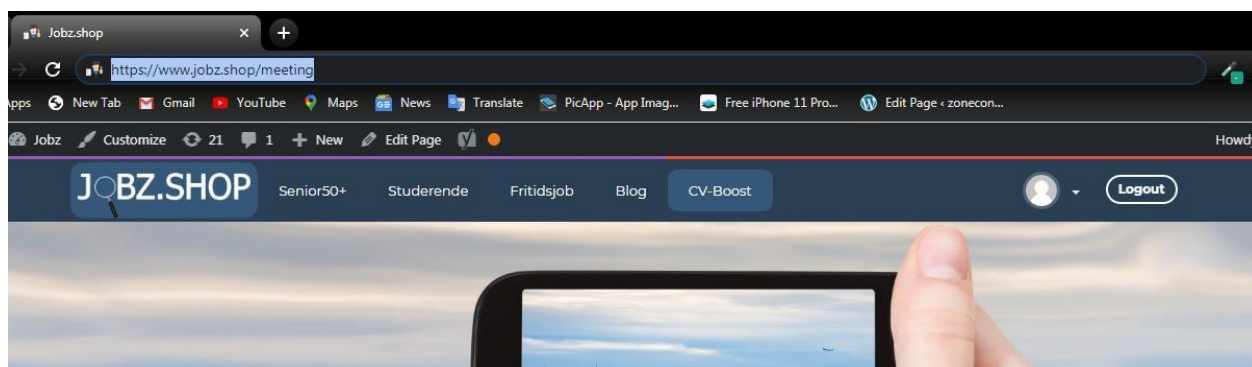 Jobz.shop
https://www.jobz.shop/meeting
Apps New Tab Gmail YouTube Maps News Translate PicApp - App Imag... Free iPhone 11 Pro... Edit Page < zonecon...
Jobz Customize 21 1 New Edit Page Howdy
JOBZ.SHOP Senior50+ Studerende Fritidsjob Blog CV-Boost Logout